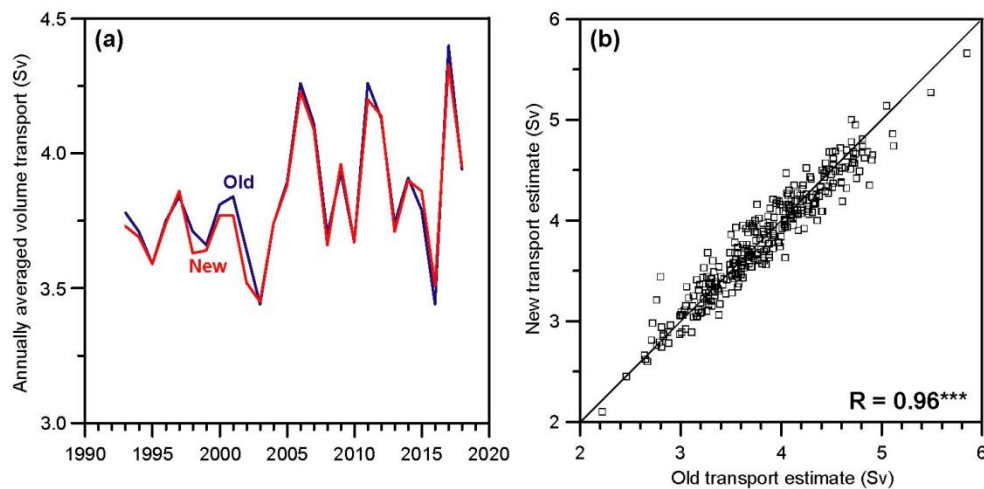 (a)
Annually averaged volume transport (Sv)
4.5
4.0
3.5
3.0
Old
New
1990 1995 2000 2005 2010 2015 2020
(b)
New transport estimate (Sv)
6
5
4
3
2
R = 0.96***
2 3 4 5 6
Old transport estimate (Sv)